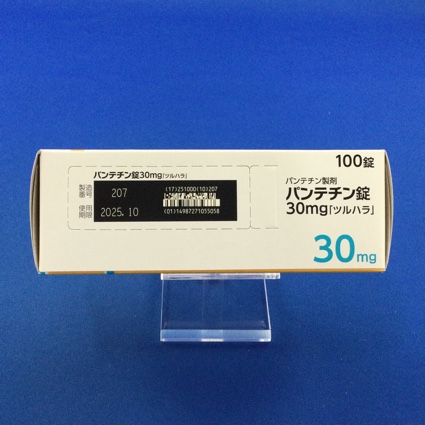 100錠
パンテチン製剤
パンテチン錠
30mg「ツルハラ」
30mg
パンテチン錠30mg「ツルハラ」
製造番号 207
使用期限 2025.10
(17)251000(10)207
(01)14987271055058